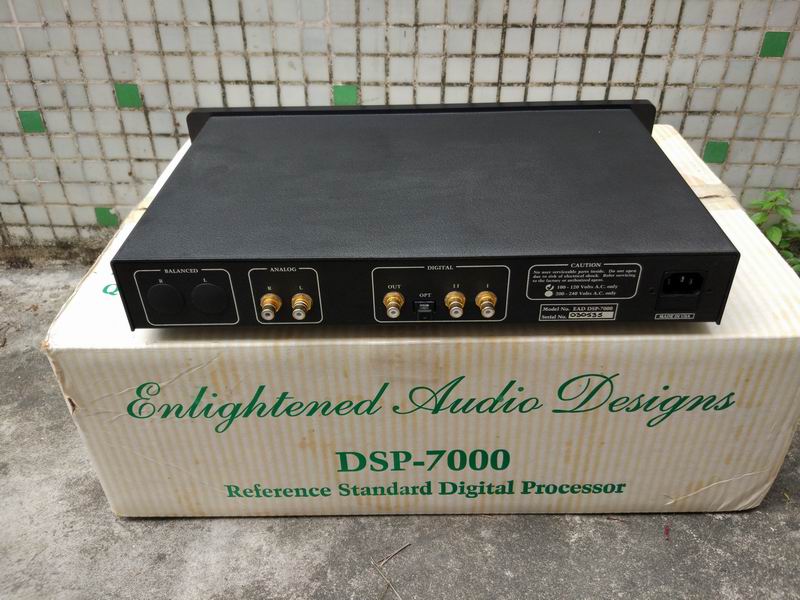 BALANCED
R L
ANALOG
R L
DIGITAL
OUT OPT II I
CAUTION
No user serviceable parts inside. Do not open
due to risk of electrical shock. Refer servicing
to the factory or authorized agent.
100 - 120 Volts A.C. only
200 - 240 Volts A.C. only
Model No. EAD DSP-7000
Serial No.
MADE IN USA
Enlightened Audio Designs
DSP-7000
Reference Standard Digital Processor